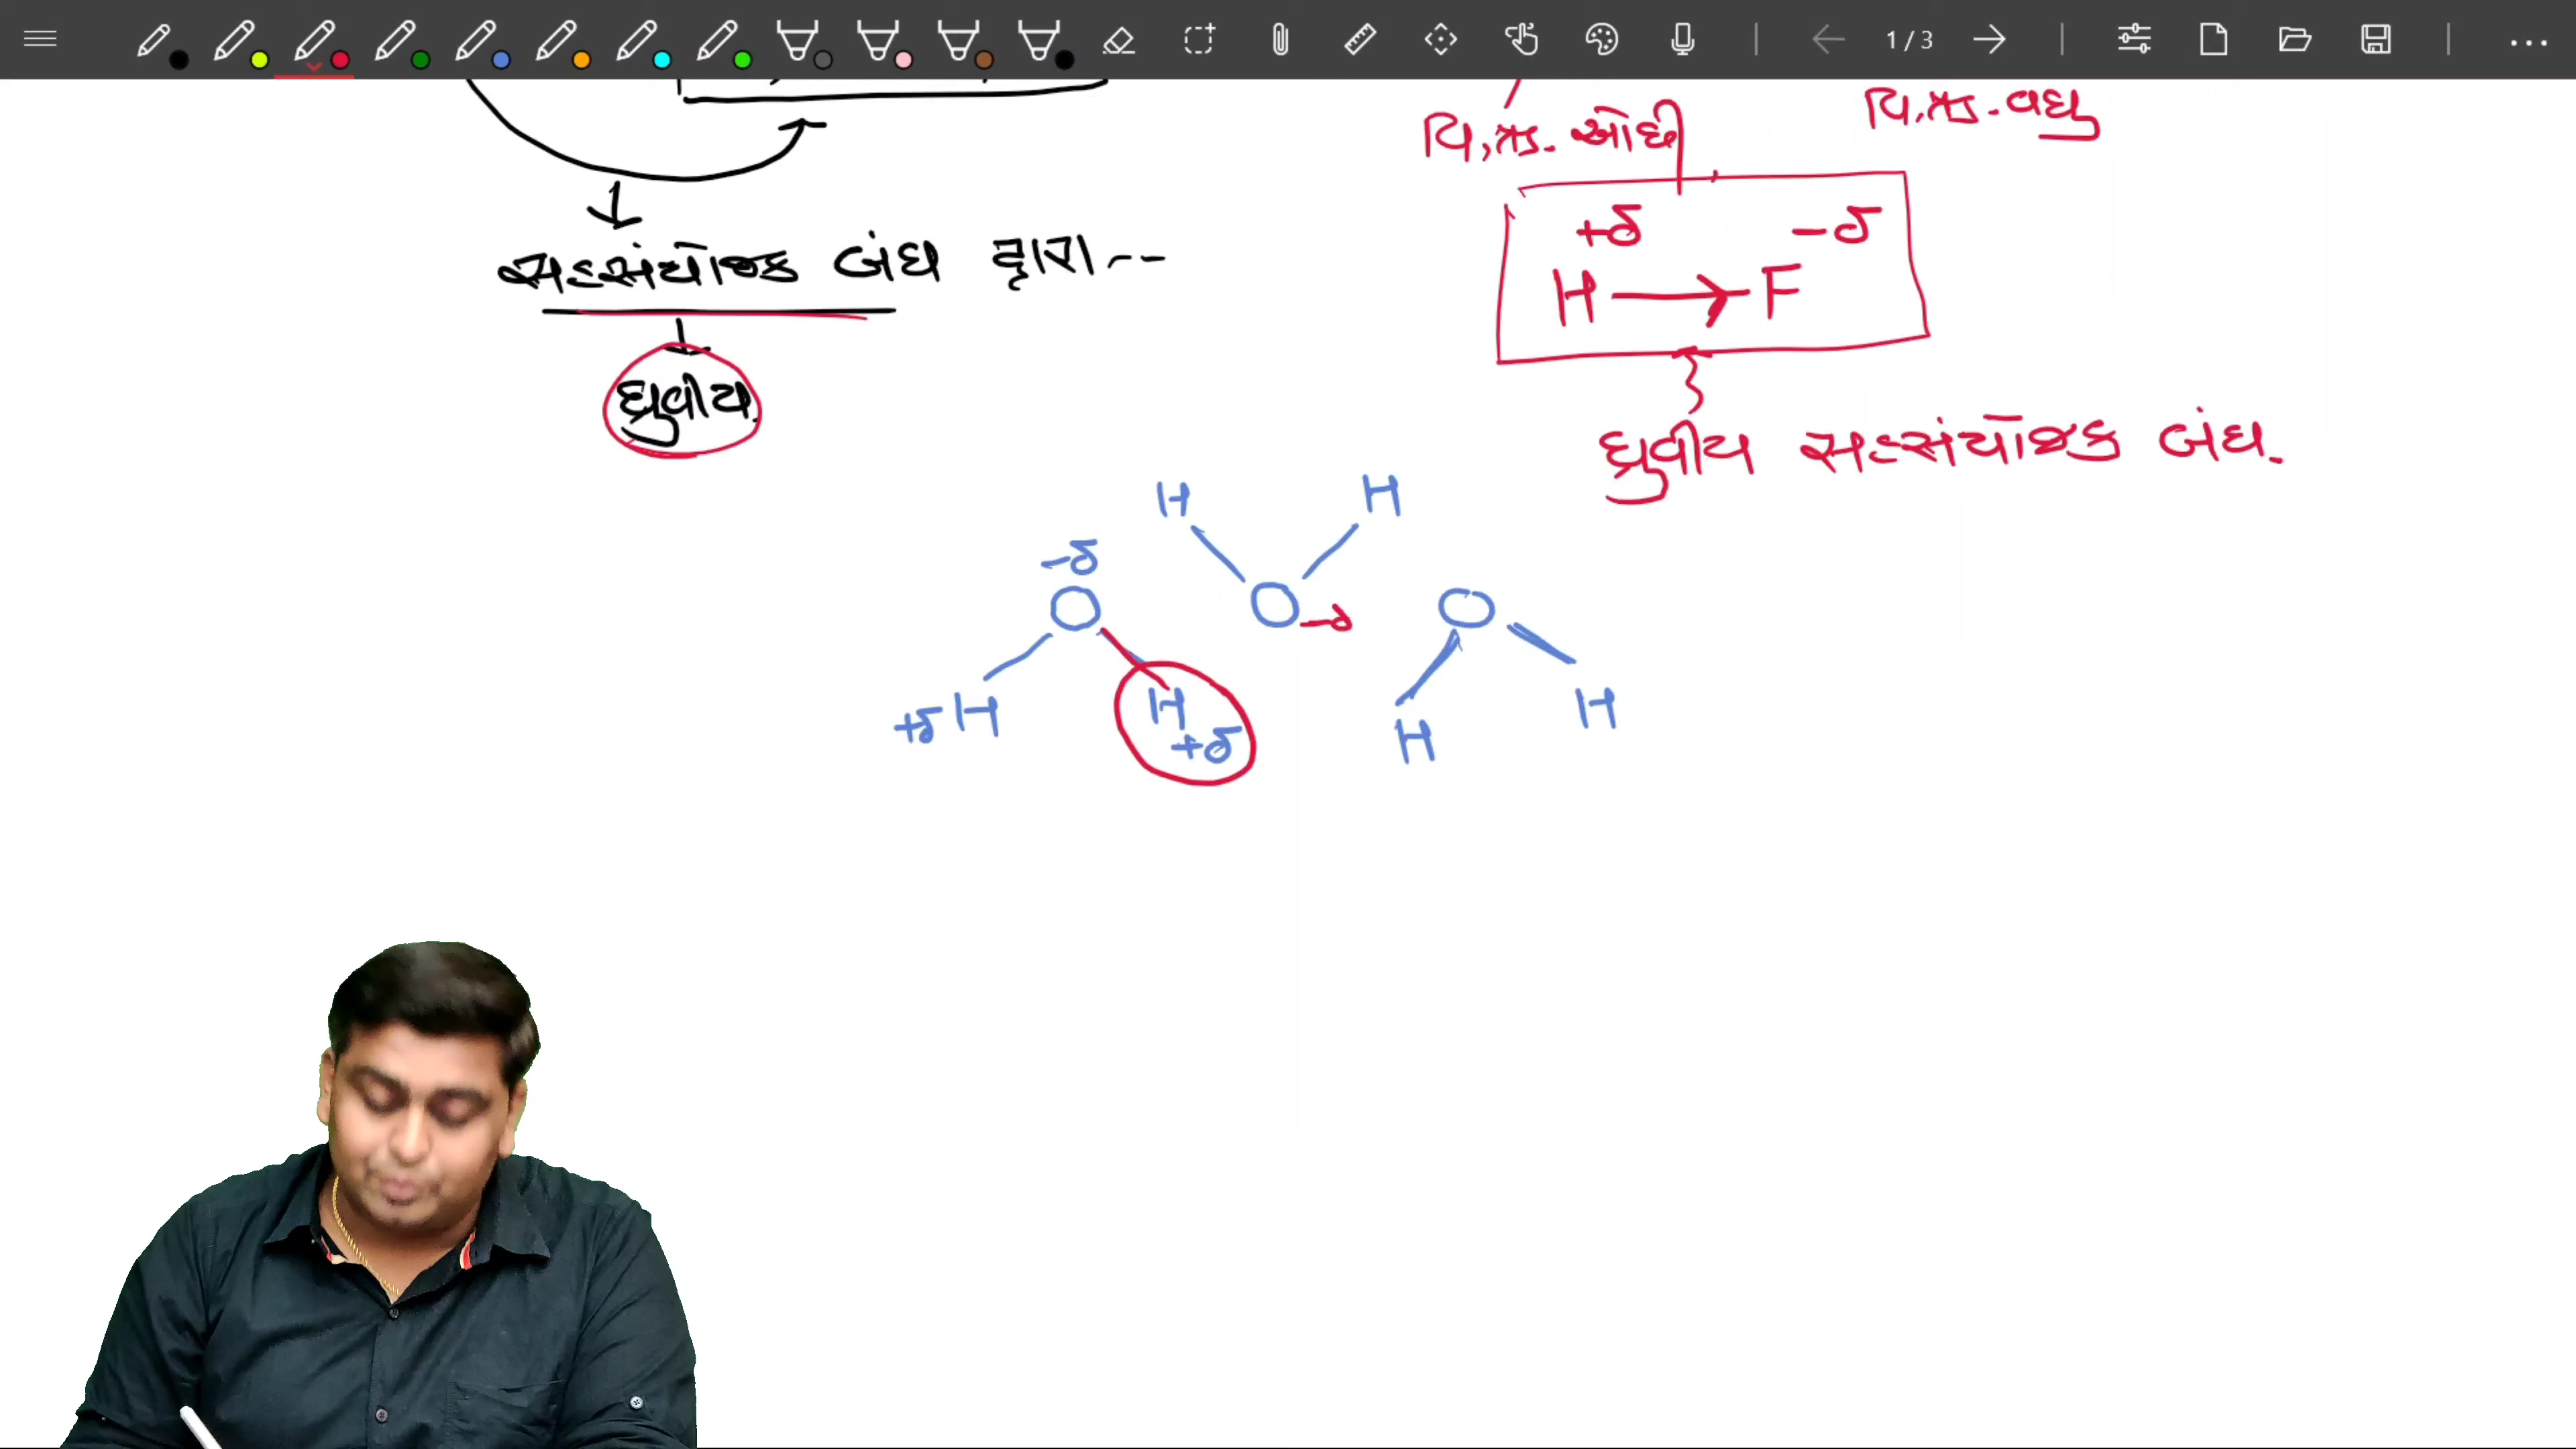 1 / 3
વિ,ઋ. ઓછી
વિ,ઋ. વધુ
+δ -δ
H → F
સહસંયોજક બંધ દ્વારા --
ધ્રુવીય
ધ્રુવીય સહસંયોજક બંધ.
H H
-δ
O O -δ O
+δ H H +δ H H